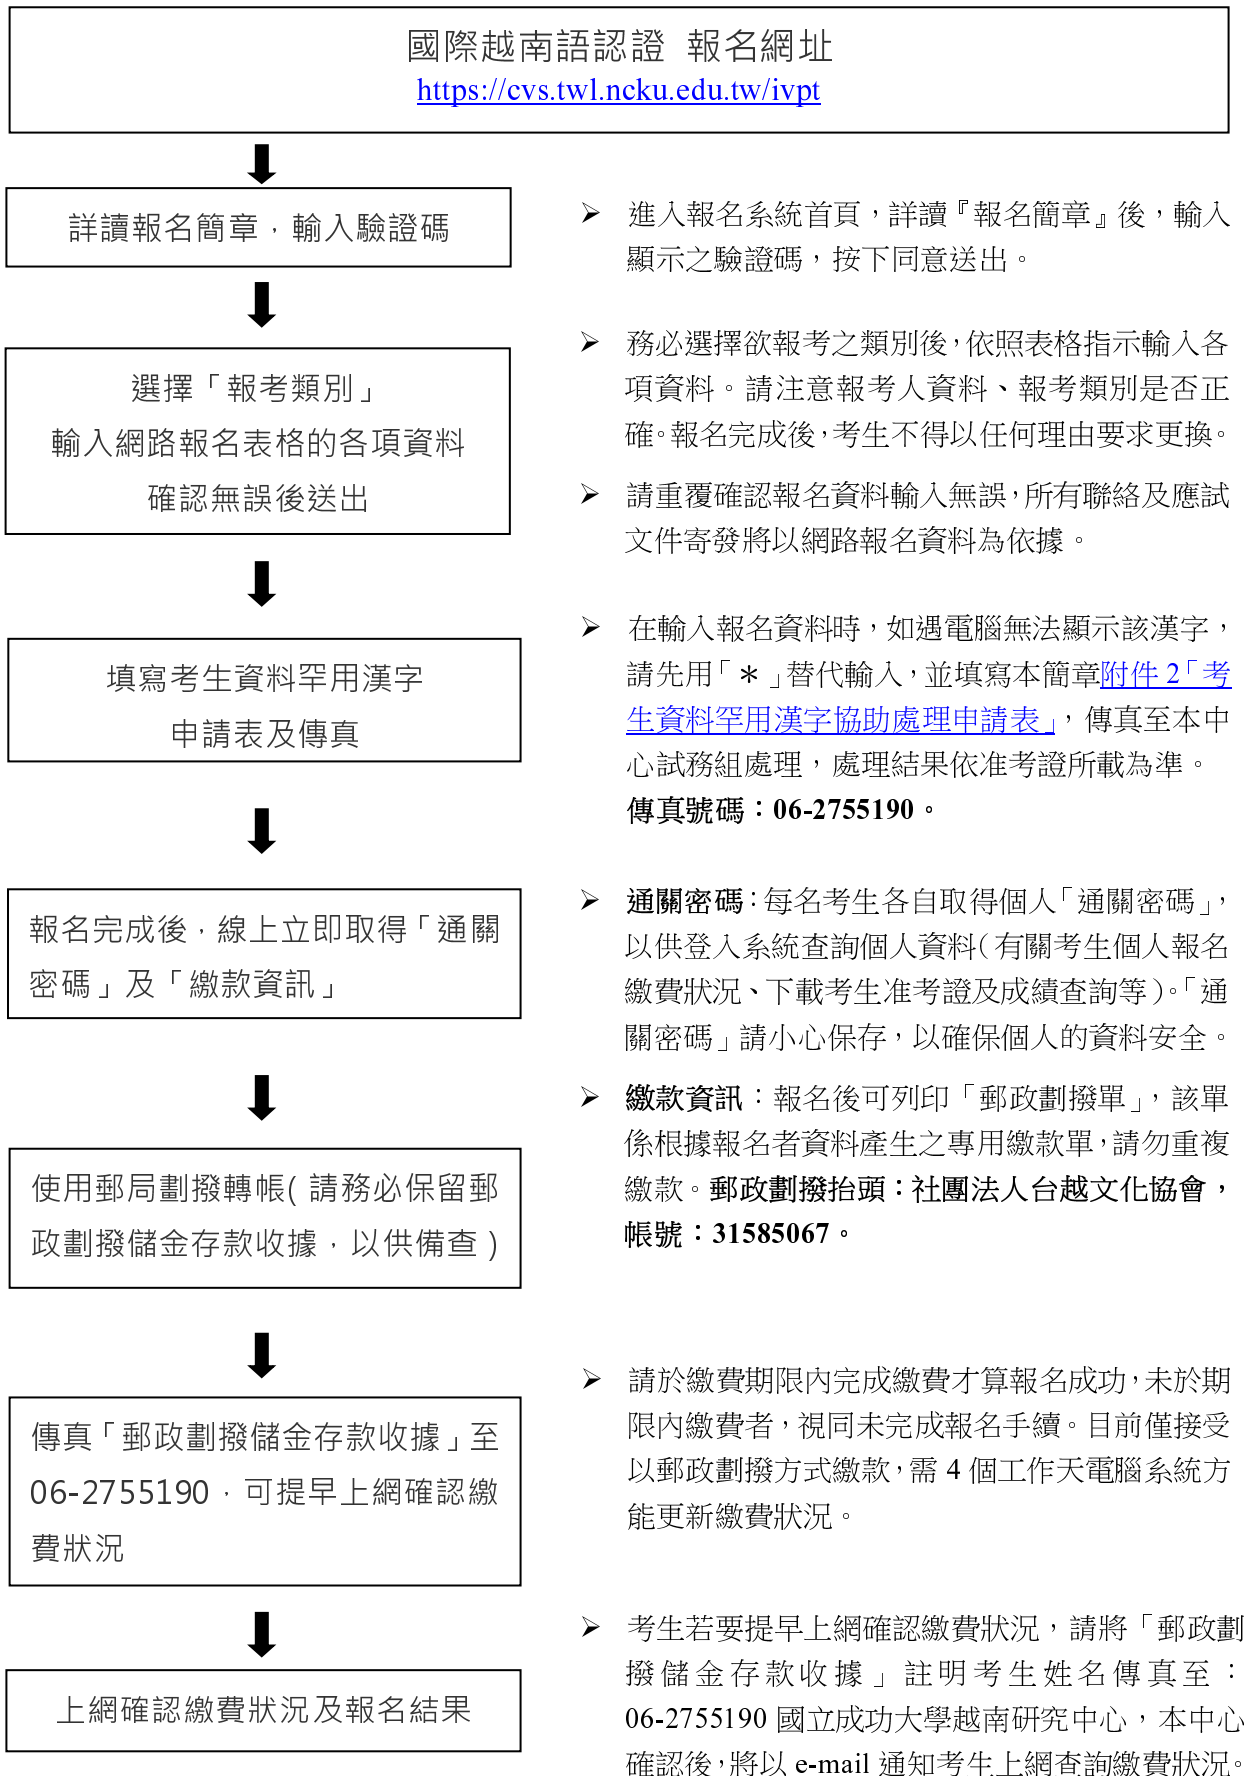 國際越南語認證 報名網址
https://cvs.twl.ncku.edu.tw/ivpt
詳讀報名簡章，輸入驗證碼
➢ 進入報名系統首頁，詳讀『報名簡章』後，輸入
顯示之驗證碼，按下同意送出。
選擇「報考類別」
輸入網路報名表格的各項資料
確認無誤後送出
➢ 務必選擇欲報考之類別後，依照表格指示輸入各
項資料。請注意報考人資料、報考類別是否正
確。報名完成後，考生不得以任何理由要求更換。
➢ 請重覆確認報名資料輸入無誤，所有聯絡及應試
文件寄發將以網路報名資料為依據。
填寫考生資料罕用漢字
申請表及傳真
➢ 在輸入報名資料時，如遇電腦無法顯示該漢字，
請先用「＊」替代輸入，並填寫本簡章附件 2「考
生資料罕用漢字協助處理申請表」，傳真至本中
心試務組處理，處理結果依准考證所載為準。
傳真號碼：06-2755190。
報名完成後，線上立即取得「通關
密碼」及「繳款資訊」
➢ 通關密碼：每名考生各自取得個人「通關密碼」，
以供登入系統查詢個人資料（有關考生個人報名
繳費狀況、下載考生准考證及成績查詢等）。「通
關密碼」請小心保存，以確保個人的資料安全。
➢ 繳款資訊：報名後可列印「郵政劃撥單」，該單
係根據報名者資料產生之專用繳款單，請勿重複
繳款。郵政劃撥抬頭：社團法人台越文化協會，
帳號：31585067。
使用郵局劃撥轉帳( 請務必保留郵
政劃撥儲金存款收據，以供備查 )
傳真「郵政劃撥儲金存款收據」至
06-2755190，可提早上網確認繳
費狀況
➢ 請於繳費期限內完成繳費才算報名成功，未於期
限內繳費者，視同未完成報名手續。目前僅接受
以郵政劃撥方式繳款，需 4 個工作天電腦系統方
能更新繳費狀況。
上網確認繳費狀況及報名結果
➢ 考生若要提早上網確認繳費狀況，請將「郵政劃
撥儲金存款收據」註明考生姓名傳真至：
06-2755190 國立成功大學越南研究中心，本中心
確認後，將以 e-mail 通知考生上網查詢繳費狀況。